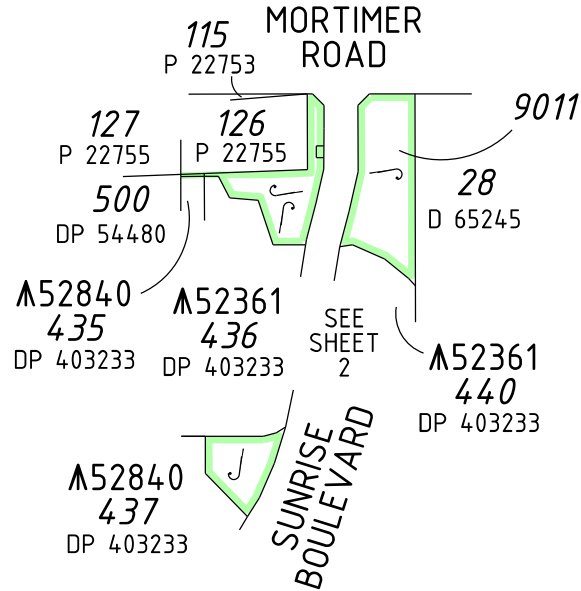 MORTIMER
ROAD
115
P 22753
9011
127
P 22755
126
P 22755
28
D 65245
500
DP 54480
⩚52840
435
DP 403233
⩚52361
436
DP 403233
SEE
SHEET
2
⩚52361
440
DP 403233
SUNRISE
BOULEVARD
⩚52840
437
DP 403233